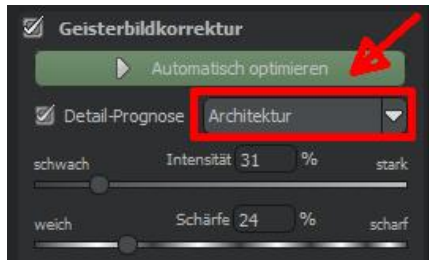 Geisterbildkorrektur
Automatisch optimieren
Detail-Prognose Architektur
schwach Intensität 31 % stark
weich Schärfe 24 % scharf